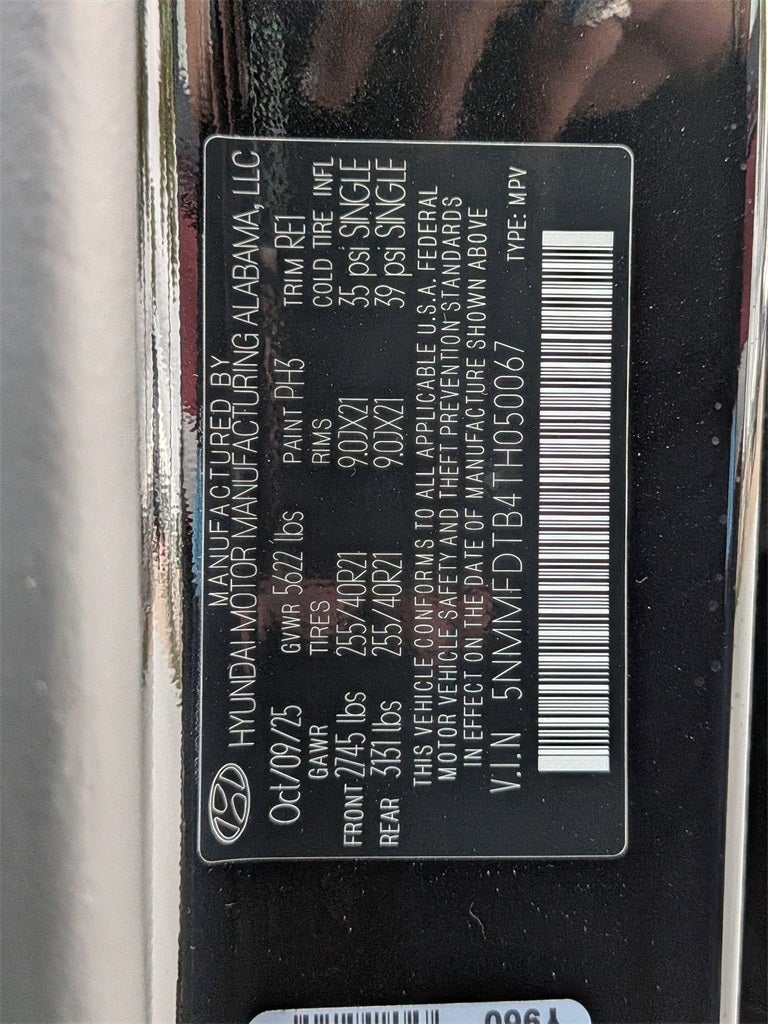 MANUFACTURED BY
HYUNDAI MOTOR MANUFACTURING ALABAMA, LLC
Oct/09/25 GVWR 5622 lbs PAINT PH3 TRIM RE1
GAWR TIRES RIMS COLD TIRE INFL
FRONT 2745 lbs 255/40R21 9.0JX21 35 psi SINGLE
REAR 3131 lbs 255/40R21 9.0JX21 39 psi SINGLE
THIS VEHICLE CONFORMS TO ALL APPLICABLE U.S.A. FEDERAL
MOTOR VEHICLE SAFETY AND THEFT PREVENTION STANDARDS
IN EFFECT ON THE DATE OF MANUFACTURE SHOWN ABOVE
V.I.N 5NMMFDTB4TH050067 TYPE: MPV